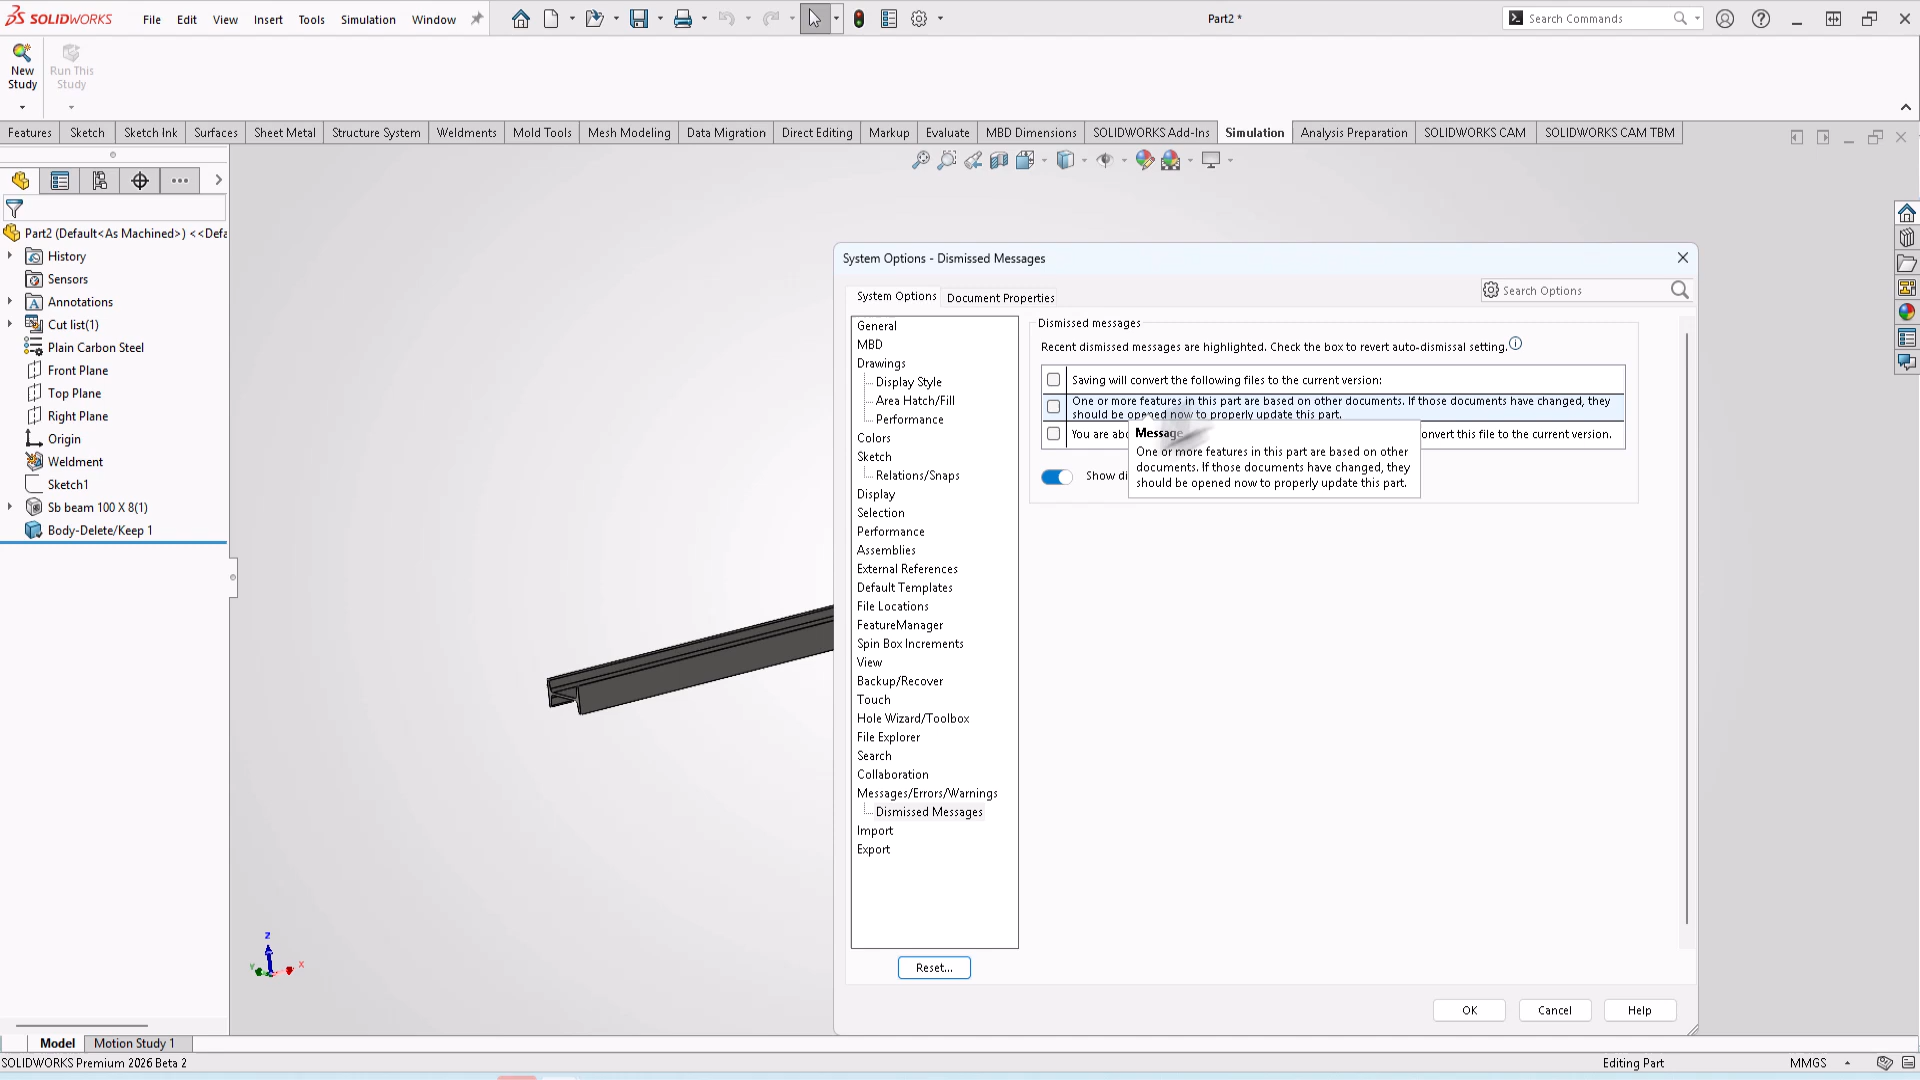 SOLIDWORKS
File
Edit
View
Insert
Tools
Simulation
Window
Part2 *
Search Commands
New
Study
Run This
Study
Features
Sketch
Sketch Ink
Surfaces
Sheet Metal
Structure System
Weldments
Mold Tools
Mesh Modeling
Data Migration
Direct Editing
Markup
Evaluate
MBD Dimensions
SOLIDWORKS Add-Ins
Simulation
Analysis Preparation
SOLIDWORKS CAM
SOLIDWORKS CAM TBM
Part2 (Default<As Machined>) <<Defa
History
Sensors
Annotations
Cut list(1)
Plain Carbon Steel
Front Plane
Top Plane
Right Plane
Origin
Weldment
Sketch1
Sb beam 100 X 8(1)
Body-Delete/Keep 1
System Options - Dismissed Messages
System Options
Document Properties
Search Options
General
MBD
Drawings
Display Style
Area Hatch/Fill
Performance
Colors
Sketch
Relations/Snaps
Display
Selection
Performance
Assemblies
External References
Default Templates
File Locations
FeatureManager
Spin Box Increments
View
Backup/Recover
Touch
Hole Wizard/Toolbox
File Explorer
Search
Collaboration
Messages/Errors/Warnings
Dismissed Messages
Import
Export
Reset...
Dismissed messages
Recent dismissed messages are highlighted. Check the box to revert auto-dismissal setting.
Saving will convert the following files to the current version:
One or more features in this part are based on other documents. If those documents have changed, they
should be opened now to properly update this part.
You are abo
onvert this file to the current version.
Message
One or more features in this part are based on other
documents. If those documents have changed, they
should be opened now to properly update this part.
Show di
OK
Cancel
Help
Z
Y
X
Model
Motion Study 1
SOLIDWORKS Premium 2026 Beta 2
Editing Part
MMGS